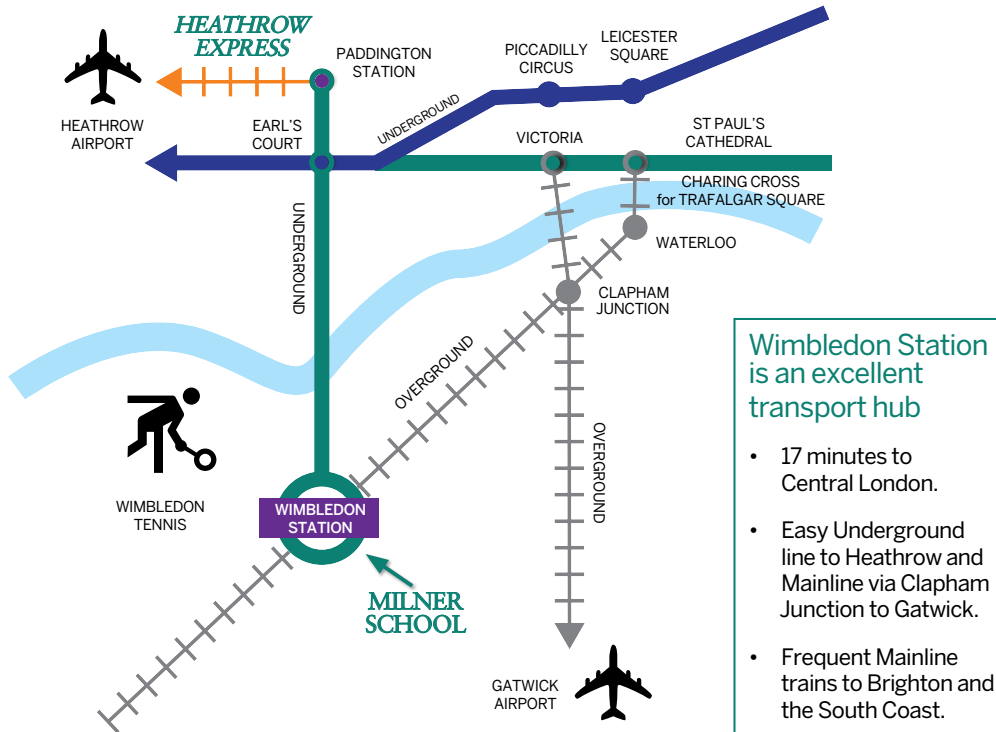 HEATHROW
EXPRESS
PADDINGTON
STATION
PICCADILLY
CIRCUS
LEICESTER
SQUARE
HEATHROW
AIRPORT
EARL'S
COURT
UNDERGROUND
VICTORIA
ST PAUL'S
CATHEDRAL
CHARING CROSS
for TRAFALGAR SQUARE
UNDERGROUND
WATERLOO
CLAPHAM
JUNCTION
OVERGROUND
OVERGROUND
WIMBLEDON
TENNIS
WIMBLEDON
STATION
MILNER
SCHOOL
GATWICK
AIRPORT
Wimbledon Station
is an excellent
transport hub
• 17 minutes to
Central London.
• Easy Underground
line to Heathrow and
Mainline via Clapham
Junction to Gatwick.
• Frequent Mainline
trains to Brighton and
the South Coast.